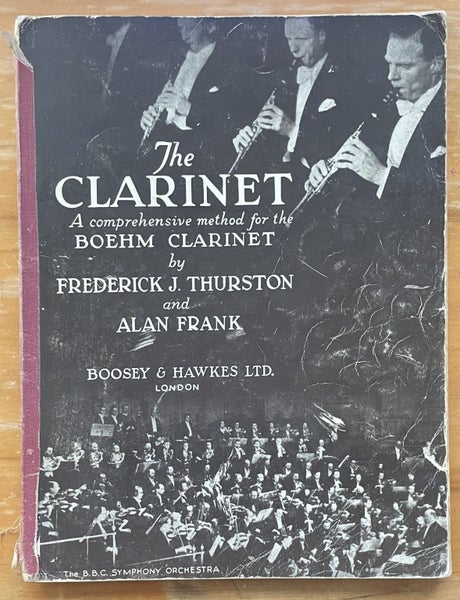 The
CLARINET
A comprehensive method for the
BOEHM CLARINET
by
FREDERICK J. THURSTON
and
ALAN FRANK
BOOSEY & HAWKES LTD.
LONDON
The B.B.C. SYMPHONY ORCHESTRA